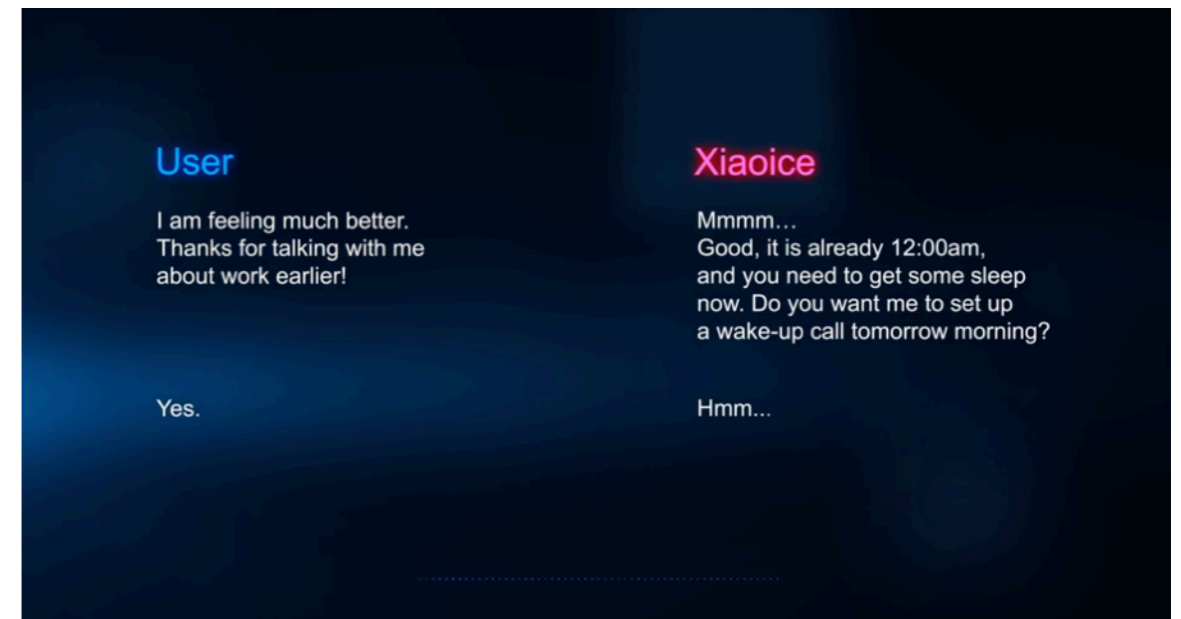 User
I am feeling much better.
Thanks for talking with me
about work earlier!
Xiaoice
Mmmm...
Good, it is already 12:00am,
and you need to get some sleep
now. Do you want me to set up
a wake-up call tomorrow morning?
Yes.
Hmm...